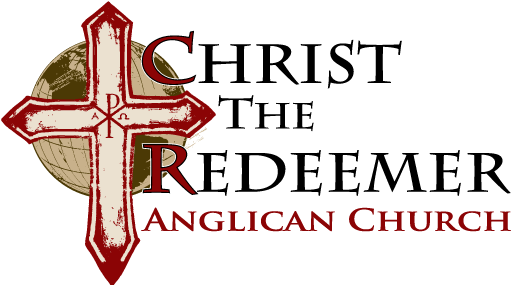 Christ
The
Redeemer
Anglican Church
Α Ω